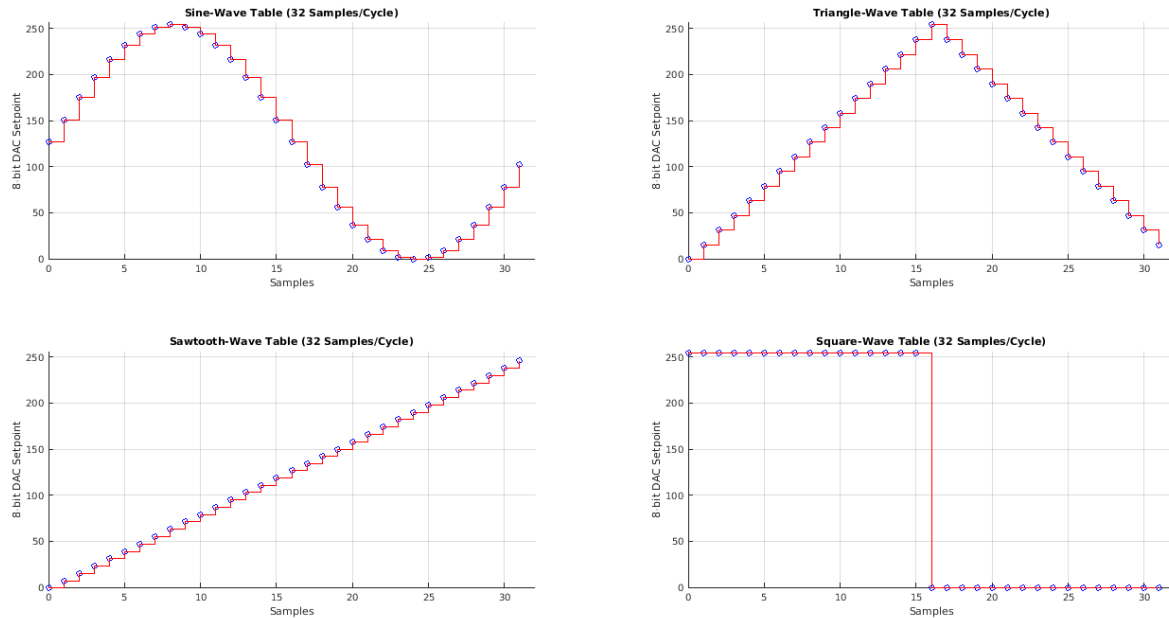 Sine-Wave Table (32 Samples/Cycle)
8-bit DAC Setpoint
250
200
150
100
50
0
0 5 10 15 20 25 30
Samples
Triangle-Wave Table (32 Samples/Cycle)
8-bit DAC Setpoint
250
200
150
100
50
0
0 5 10 15 20 25 30
Samples
Sawtooth-Wave Table (32 Samples/Cycle)
8-bit DAC Setpoint
250
200
150
100
50
0
0 5 10 15 20 25 30
Samples
Square-Wave Table (32 Samples/Cycle)
8-bit DAC Setpoint
250
200
150
100
50
0
0 5 10 15 20 25 30
Samples